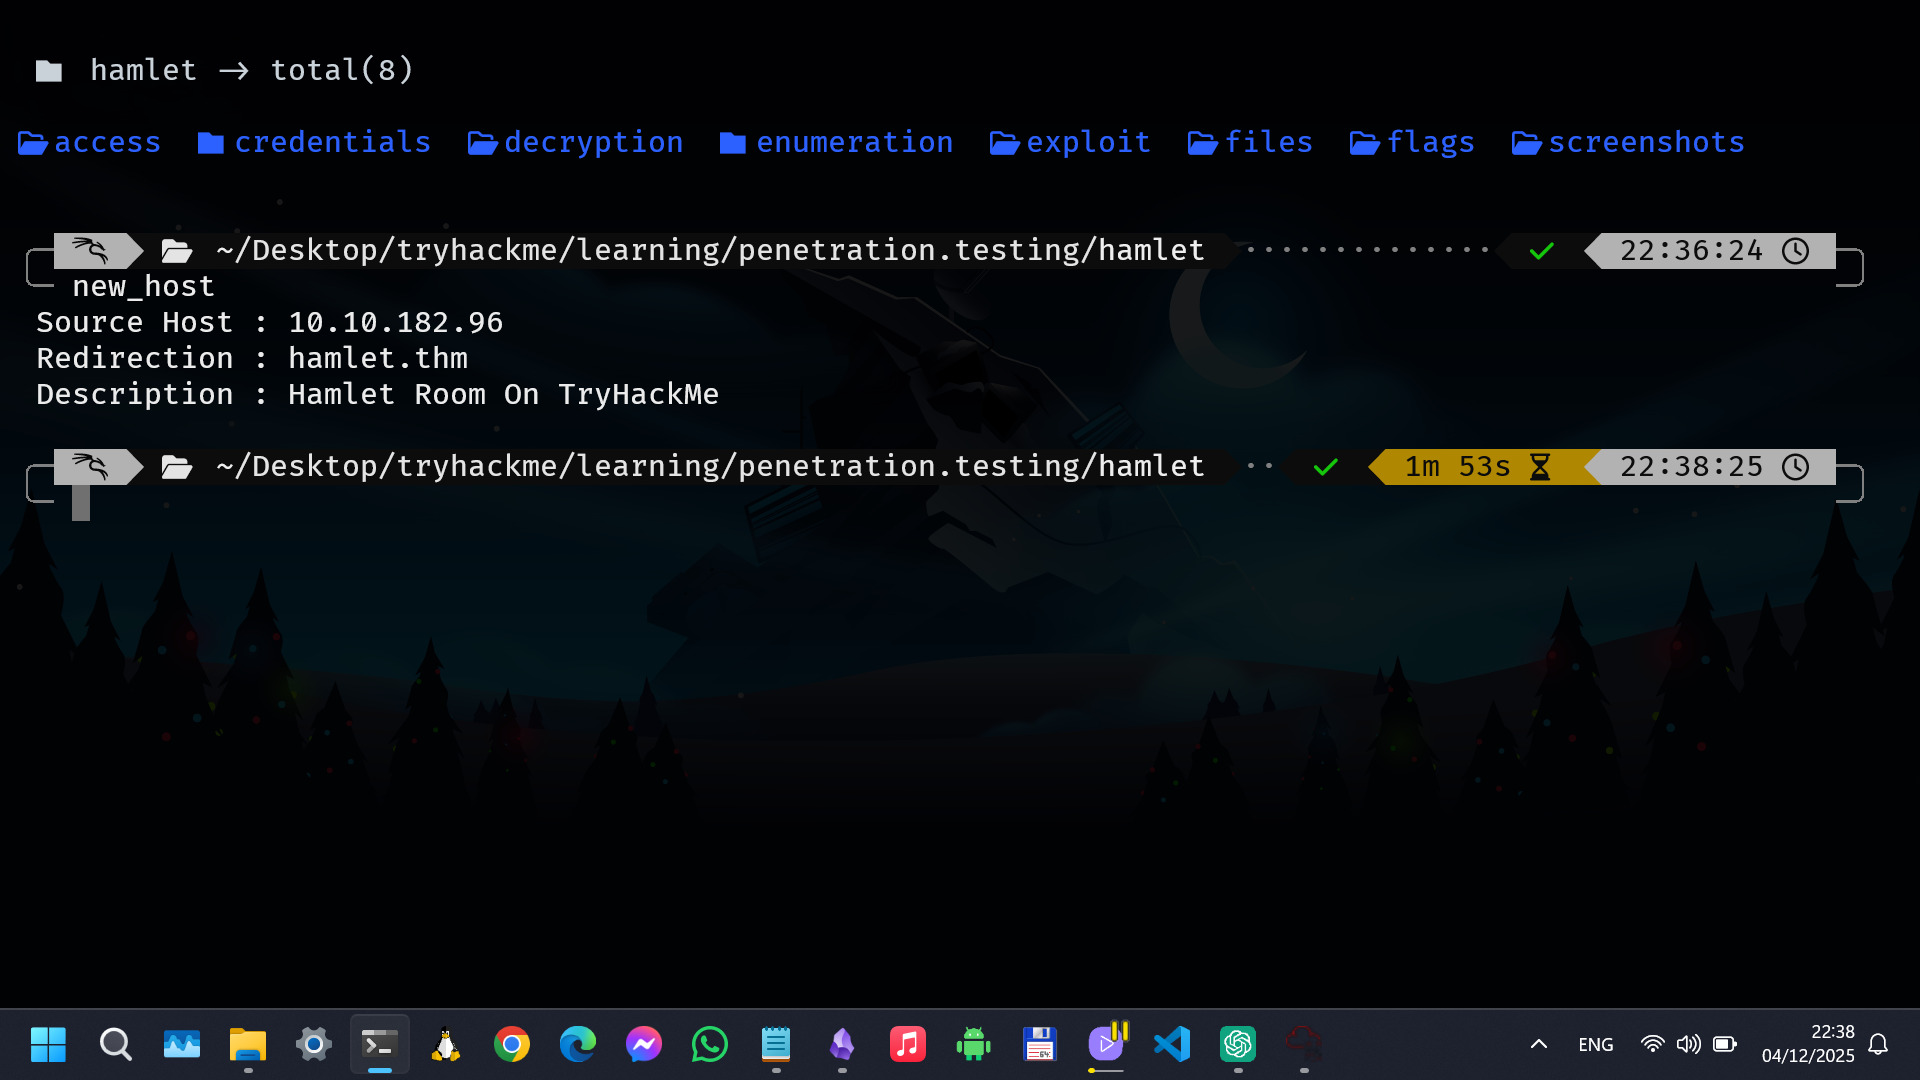 hamlet → total(8)
access credentials decryption enumeration exploit files flags screenshots
~/Desktop/tryhackme/learning/penetration.testing/hamlet 22:36:24
new_host
Source Host : 10.10.182.96
Redirection : hamlet.thm
Description : Hamlet Room On TryHackMe
~/Desktop/tryhackme/learning/penetration.testing/hamlet 1m 53s 22:38:25
ENG 22:38
04/12/2025